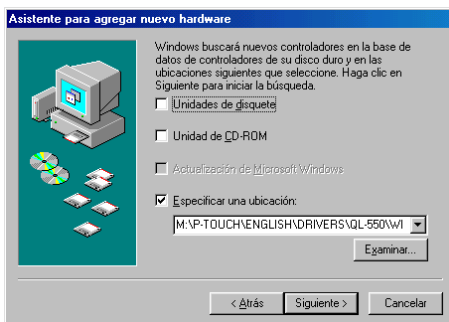 Asistente para agregar nuevo hardware
Windows buscará nuevos controladores en la base de
datos de controladores de su disco duro y en las
ubicaciones siguientes que seleccione. Haga clic en
Siguiente para iniciar la búsqueda.
Unidades de disquete
Unidad de CD-ROM
Actualización de Microsoft Windows
Especificar una ubicación:
M:\P-TOUCH\ENGLISH\DRIVERS\QL-550\WI
Examinar...
< Atrás
Siguiente >
Cancelar